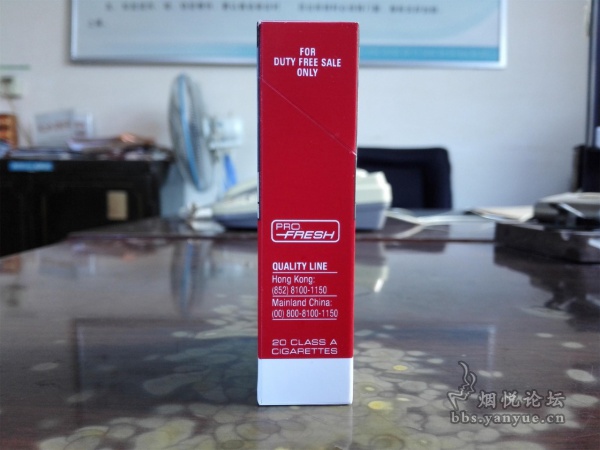 FOR
DUTY FREE SALE
ONLY
PRO
FRESH
QUALITY LINE
Hong Kong:
(852) 8100-1150
Mainland China:
(00) 800-8100-1150
20 CLASS A
CIGARETTES
烟悦论坛
bbs.yanyue.cn